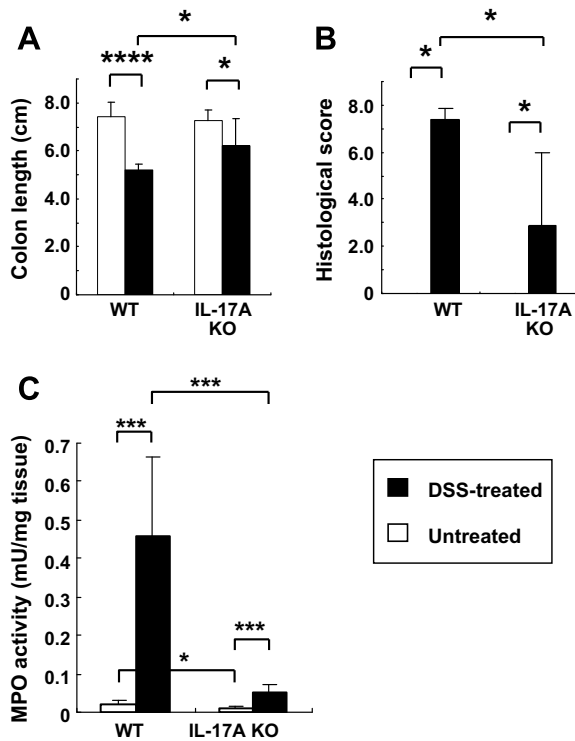 A
*
****
*
Colon length (cm)
8.0
6.0
4.0
2.0
0
WT
IL-17A
KO
B
*
*
*
Histological score
8.0
6.0
4.0
2.0
0
WT
IL-17A
KO
C
***
***
***
*
MPO activity (mU/mg tissue)
0.7
0.6
0.5
0.4
0.3
0.2
0.1
0
WT
IL-17A KO
DSS-treated
Untreated